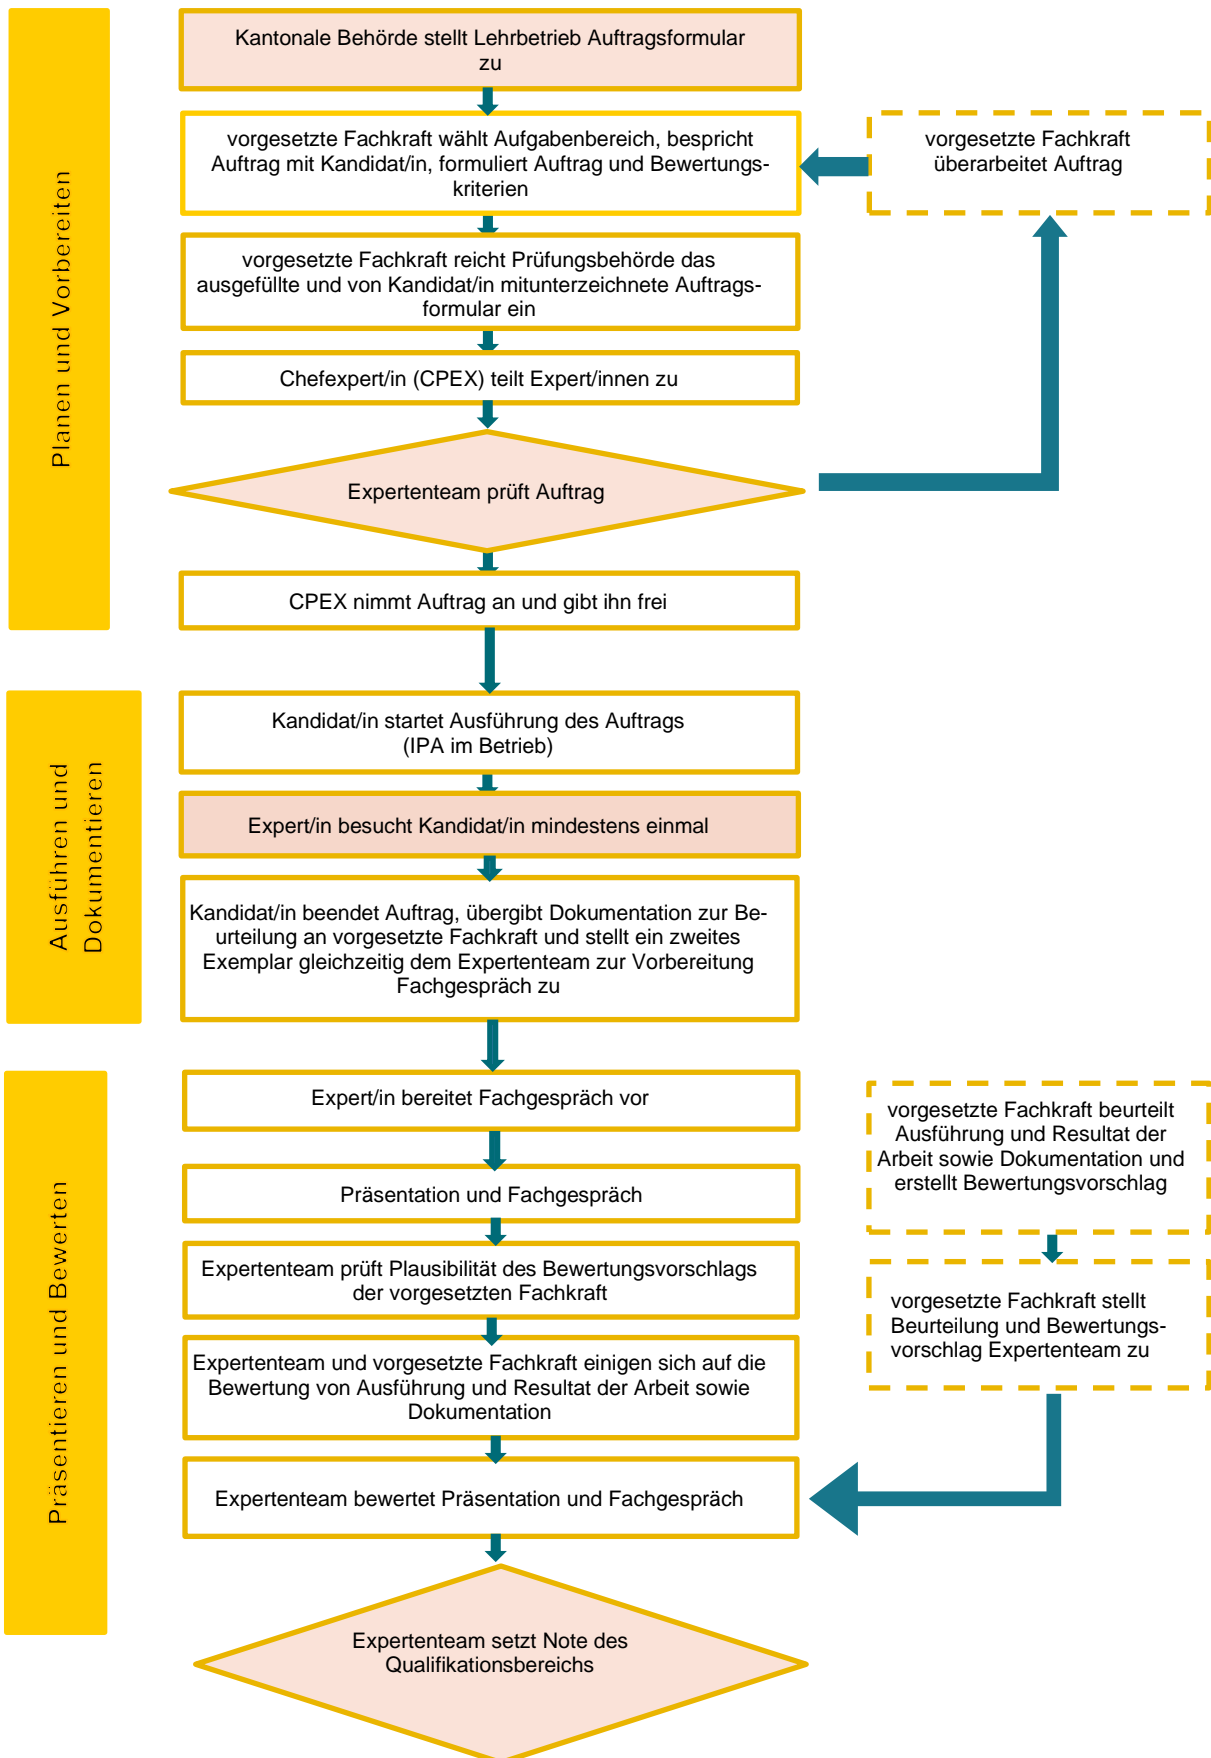 Planen und Vorbereiten
Kantonale Behörde stellt Lehrbetrieb Auftragsformular
zu
vorgesetzte Fachkraft wählt Aufgabenbereich, bespricht
Auftrag mit Kandidat/in, formuliert Auftrag und Bewertungs-
kriterien
vorgesetzte Fachkraft
überarbeitet Auftrag
vorgesetzte Fachkraft reicht Prüfungsbehörde das
ausgefüllte und von Kandidat/in mitunterzeichnete Auftrags-
formular ein
Chefexpert/in (CPEX) teilt Expert/innen zu
Expertenteam prüft Auftrag
CPEX nimmt Auftrag an und gibt ihn frei
Ausführen und
Dokumentieren
Kandidat/in startet Ausführung des Auftrags
(IPA im Betrieb)
Expert/in besucht Kandidat/in mindestens einmal
Kandidat/in beendet Auftrag, übergibt Dokumentation zur Be-
urteilung an vorgesetzte Fachkraft und stellt ein zweites
Exemplar gleichzeitig dem Expertenteam zur Vorbereitung
Fachgespräch zu
Präsentieren und Bewerten
Expert/in bereitet Fachgespräch vor
vorgesetzte Fachkraft beurteilt
Ausführung und Resultat der
Arbeit sowie Dokumentation und
erstellt Bewertungsvorschlag
Präsentation und Fachgespräch
Expertenteam prüft Plausibilität des Bewertungsvorschlags
der vorgesetzten Fachkraft
vorgesetzte Fachkraft stellt
Beurteilung und Bewertungs-
vorschlag Expertenteam zu
Expertenteam und vorgesetzte Fachkraft einigen sich auf die
Bewertung von Ausführung und Resultat der Arbeit sowie
Dokumentation
Expertenteam bewertet Präsentation und Fachgespräch
Expertenteam setzt Note des
Qualifikationsbereichs